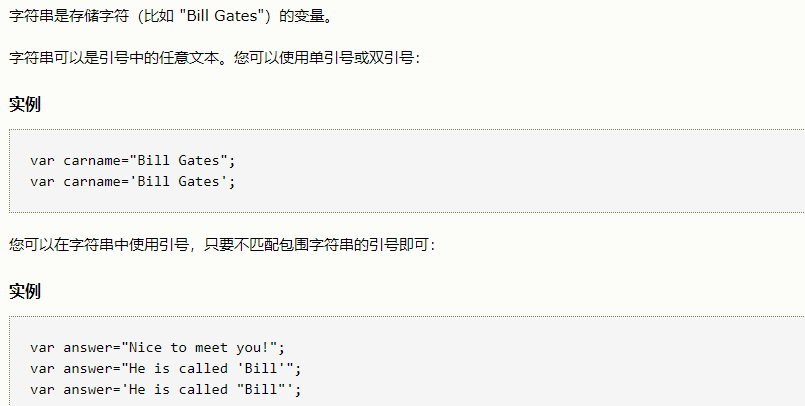 字符串是存储字符（比如 "Bill Gates"）的变量。
字符串可以是引号中的任意文本。您可以使用单引号或双引号：
实例
var carname="Bill Gates";
var carname='Bill Gates';
您可以在字符串中使用引号，只要不匹配包围字符串的引号即可：
实例
var answer="Nice to meet you!";
var answer="He is called 'Bill'";
var answer='He is called "Bill"';